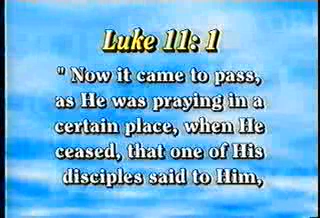 Luke 11: 1
" Now it came to pass,
as He was praying in a
certain place, when He
ceased, that one of His
disciples said to Him,